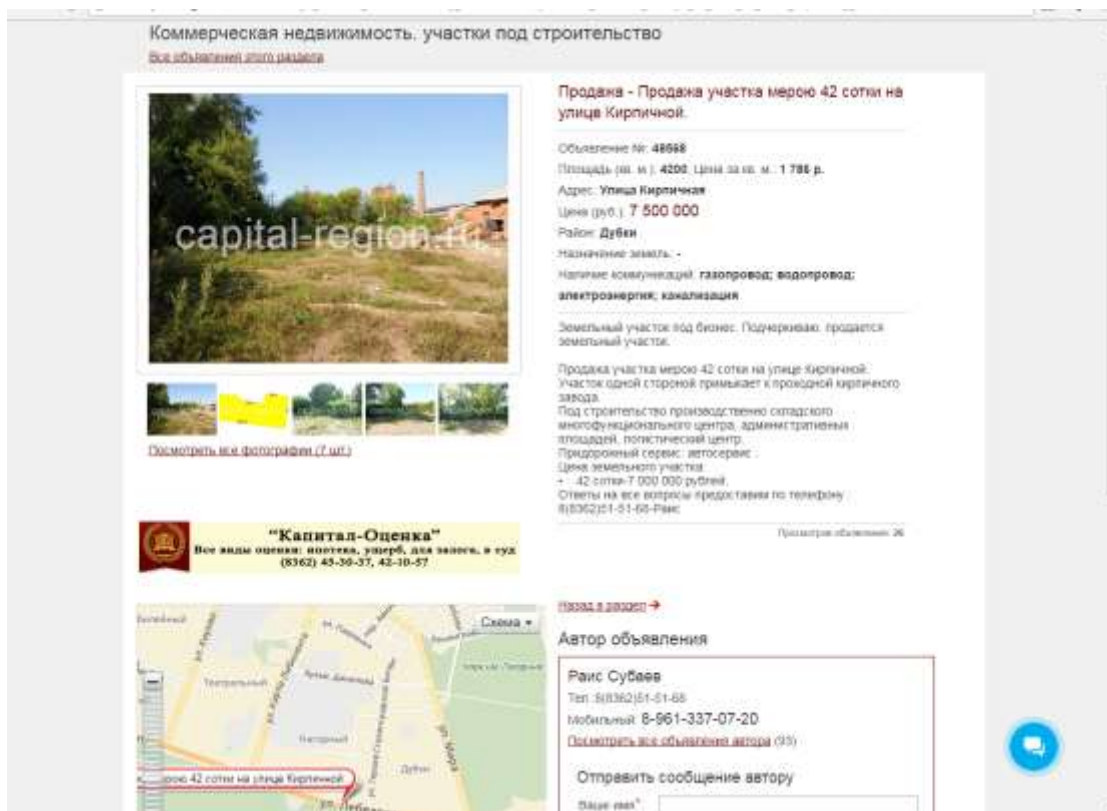 Коммерческая недвижимость, участки под строительство
Все объявления этого раздела
capital-region.ru
Посмотреть все фотографии (7 шт.)
Продажа - Продажа участка мерою 42 сотки на
улице Кирпичной.
Объявление №: 48568
Площадь (кв. м.): 4200, Цена за кв. м.: 1 786 р.
Адрес: Улица Кирпичная
Цена (руб.): 7 500 000
Район: Дубки
Назначение земель: -
Наличие коммуникаций: газопровод; водопровод;
электроэнергия; канализация
Земельный участок под бизнес. Подчеркиваю: продается
земельный участок.
Продажа участка мерою 42 сотки на улице Кирпичной.
Участок одной стороной примыкает к проходной кирпичного
завода.
Под строительство производственно складского
многофункционального центра, административных
площадей, логистический центр.
Придорожный сервис: автосервис .
Цена земельного участка:
- 42 сотки-7 000 000 рублей.
Ответы на все вопросы предоставим по телефону
8(8362)51-51-68-Раис
Просмотров объявления: 26
"Капитал-Оценка"
Все виды оценки: ипотека, ущерб, для залога, в суд
(8362) 45-30-37, 42-10-57
Схема
Театральный
Нагорный
Дубки
ул. Мира
мерою 42 сотки на улице Кирпичной
Назад в раздел
Автор объявления
Раис Субаев
Тел.:8(8362)51-51-68
Мобильный: 8-961-337-07-20
Посмотреть все объявления автора (93)
Отправить сообщение автору
Ваше имя*